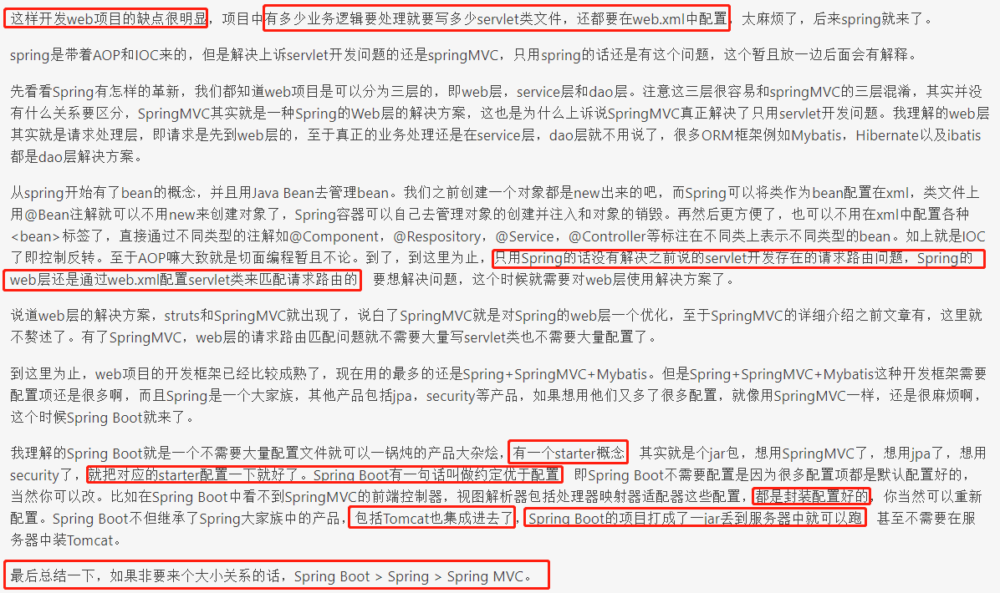 这样开发web项目的缺点很明显，项目中有多少业务逻辑要处理就要写多少servlet类文件，还都要在web.xml中配置，太麻烦了，后来spring就来了。
spring是带着AOP和IOC来的，但是解决上诉servlet开发问题的还是springMVC，只用spring的话还是有这个问题，这个暂且放一边后面会有解释。
先看看Spring有怎样的革新，我们都知道web项目是可以分为三层的，即web层，service层和dao层。注意这三层很容易和springMVC的三层混淆，其实并没
有什么关系要区分，SpringMVC其实就是一种Spring的Web层的解决方案，这也是为什么上诉说SpringMVC真正解决了只用servlet开发问题。我理解的web层
其实就是请求处理层，即请求是先到web层的，至于真正的业务处理还是在service层，dao层就不用说了，很多ORM框架例如Mybatis，Hibernate以及ibatis
都是dao层解决方案。
从spring开始有了bean的概念，并且用Java Bean去管理bean。我们之前创建一个对象都是new出来的吧，而Spring可以将类作为bean配置在xml，类文件上
用@Bean注解就可以不用new来创建对象了，Spring容器可以自己去管理对象的创建并注入和对象的销毁。再然后更方便了，也可以不用在xml中配置各种
<bean>标签了，直接通过不同类型的注解如@Component，@Respository，@Service，@Controller等标注在不同类上表示不同类型的bean。如上就是IOC
了即控制反转。至于AOP嘛大致就是切面编程暂且不论。到了，到这里为止，只用Spring的话没有解决之前说的servlet开发存在的请求路由问题，Spring的
web层还是通过web.xml配置servlet类来匹配请求路由的 要想解决问题，这个时候就需要对web层使用解决方案了。
说道web层的解决方案，struts和SpringMVC就出现了，说白了SpringMVC就是对Spring的web层一个优化，至于SpringMVC的详细介绍之前文章有，这里就
不赘述了。有了SpringMVC，web层的请求路由匹配问题就不需要大量写servlet类也不需要大量配置了。
到这里为止，web项目的开发框架已经比较成熟了，现在用的最多的还是Spring+SpringMVC+Mybatis。但是Spring+SpringMVC+Mybatis这种开发框架需要
配置项还是很多啊，而且Spring是一个大家族，其他产品包括jpa，security等产品，如果想用他们又多了很多配置，就像用SpringMVC一样，还是很麻烦啊，
这个时候Spring Boot就来了。
我理解的Spring Boot就是一个不需要大量配置文件就可以一锅炖的产品大杂烩，有一个starter概念 其实就是个jar包，想用SpringMVC了，想用jpa了，想用
security了，就把对应的starter配置一下就好了。Spring Boot有一句话叫做约定优于配置 即Spring Boot不需要配置是因为很多配置项都是默认配置好的，
当然你可以改。比如在Spring Boot中看不到SpringMVC的前端控制器，视图解析器包括处理器映射器适配器这些配置，都是封装配置好的，你当然可以重新
配置。Spring Boot不但继承了Spring大家族中的产品，包括Tomcat也集成进去了，Spring Boot的项目打成了一jar丢到服务器中就可以跑 甚至不需要在服
务器中装Tomcat。
最后总结一下，如果非要来个大小关系的话，Spring Boot > Spring > Spring MVC。